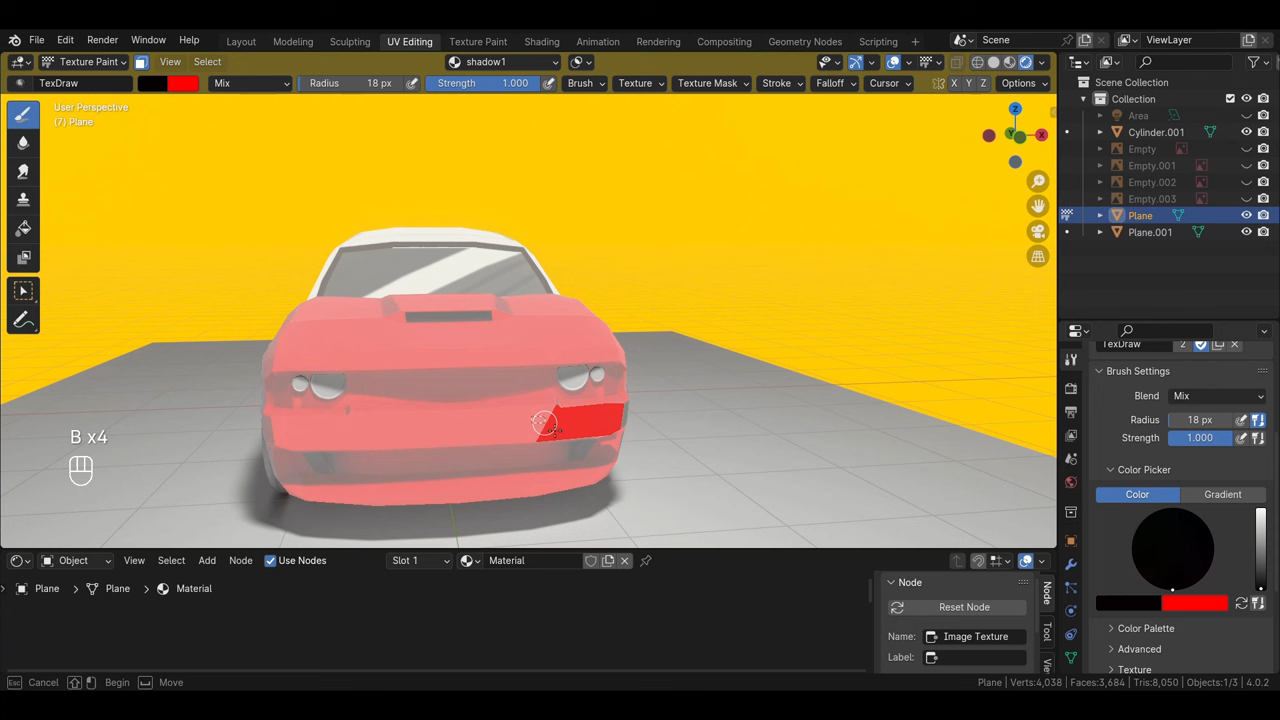 File Edit Render Window Help Layout Modeling Sculpting UV Editing Texture Paint Shading Animation Rendering Compositing Geometry Nodes Scripting Scene ViewLayer
Texture Paint View Select shadow1
TexDraw Mix Radius 18 px Strength 1.000 Brush Texture Texture Mask Stroke Falloff Cursor X Y Z Options
Scene Collection
Collection
Area
Cylinder.001
Empty
Empty.001
Empty.002
Empty.003
Plane
Plane.001
User Perspective
(7) Plane
Z
Y
X
B x4
TexDraw 2
Brush Settings
Blend Mix
Radius 18 px
Strength 1.000
Color Picker
Color Gradient
Color Palette
Advanced
Texture
Object View Select Add Node Use Nodes Slot 1 Material
Plane > Plane > Material
Node
Reset Node
Name: Image Texture
Label:
Node
Tool
Esc Cancel Begin Move Plane | Verts:4,038 | Faces:3,684 | Tris:8,050 | Objects:1/3 | 4.0.2